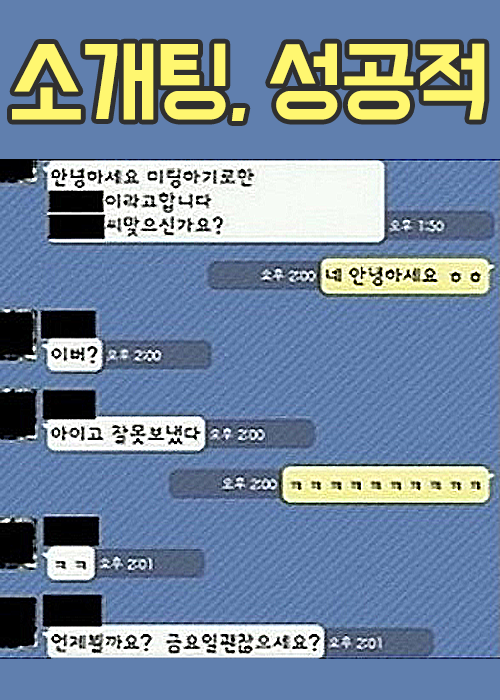 소개팅, 성공적
안녕하세요 미팅하기로한
이라고합니다
씨맞으신가요?
오후 1:50
오후 2:00
네 안녕하세요 ㅎㅎ
이버?
오후 2:00
아이고 잘못보냈다
오후 2:00
오후 2:00
ㅋㅋㅋㅋㅋㅋㅋㅋㅋㅋ
ㅋㅋ
오후 2:01
언제뵐까요? 금요일괜찮으세요?
오후 2:01